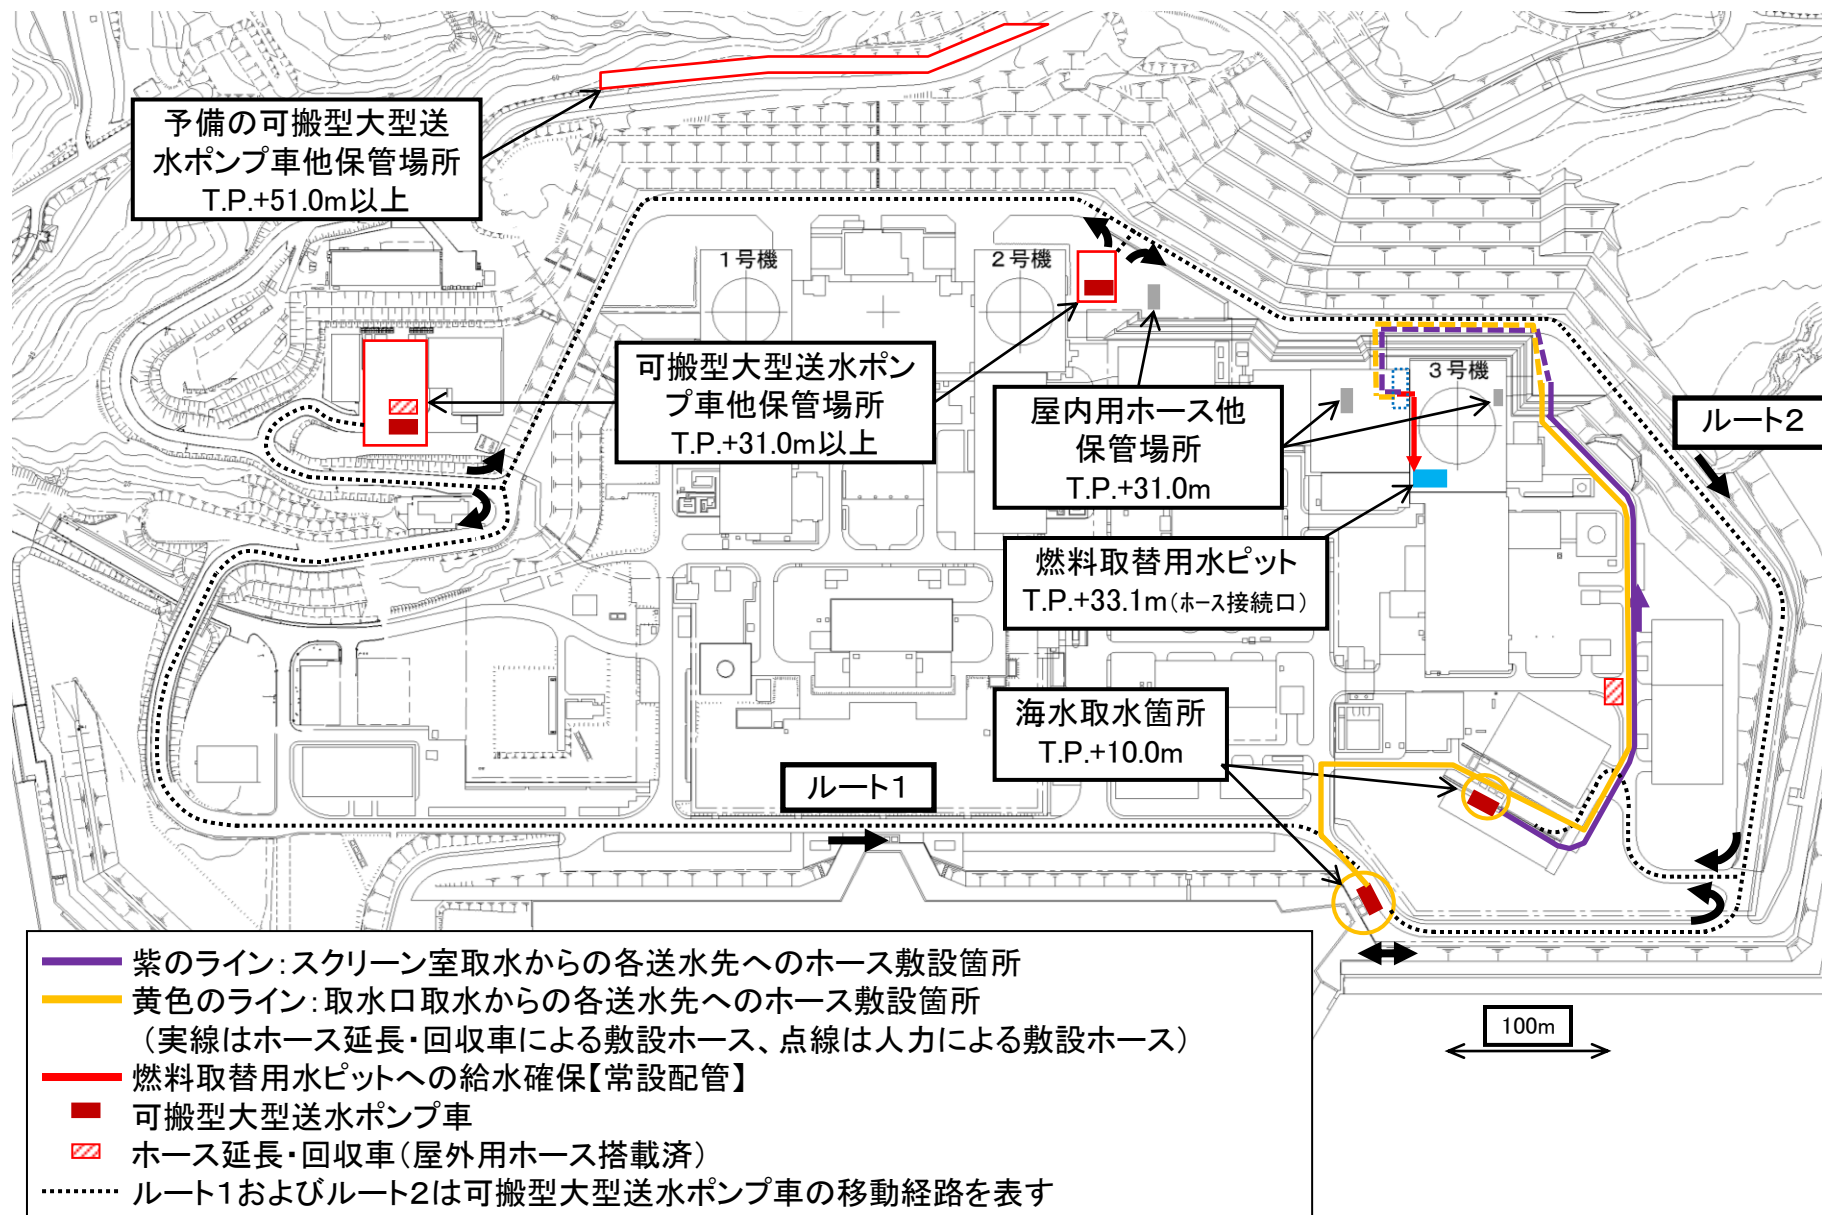 予備の可搬型大型送
水ポンプ車他保管場所
T.P.+51.0m以上
1号機
2号機
可搬型大型送水ポン
プ車他保管場所
T.P.+31.0m以上
屋内用ホース他
保管場所
T.P.+31.0m
3号機
ルート2
燃料取替用水ピット
T.P.+33.1m(ホース接続口)
海水取水箇所
T.P.+10.0m
ルート1
紫のライン:スクリーン室取水からの各送水先へのホース敷設箇所
黄色のライン:取水口取水からの各送水先へのホース敷設箇所
(実線はホース延長・回収車による敷設ホース、点線は人力による敷設ホース)
燃料取替用水ピットへの給水確保【常設配管】
可搬型大型送水ポンプ車
ホース延長・回収車(屋外用ホース搭載済)
ルート1およびルート2は可搬型大型送水ポンプ車の移動経路を表す
100m